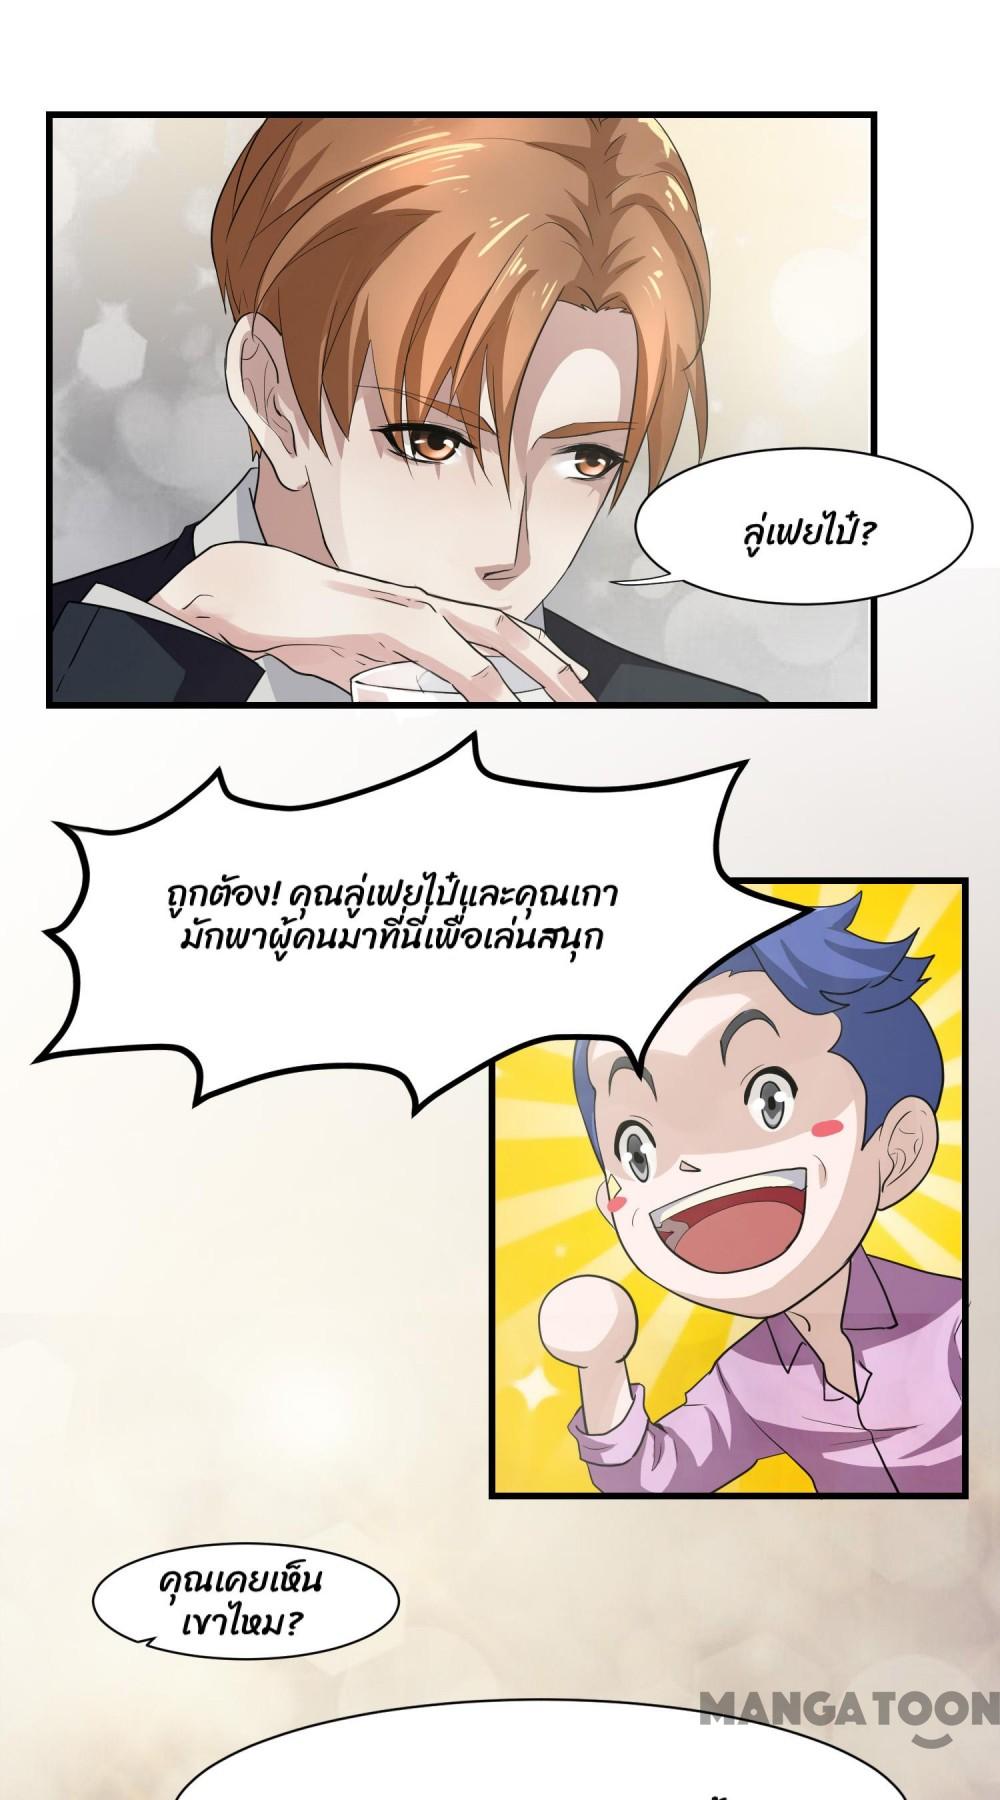 ลู่เฟยไป๋?
ถูกต้อง! คุณลู่เฟยไป๋และคุณเกา
มักพาผู้คนมาที่นี่เพื่อเล่นสนุก
คุณเคยเห็น
เขาไหม?
MANGATOON